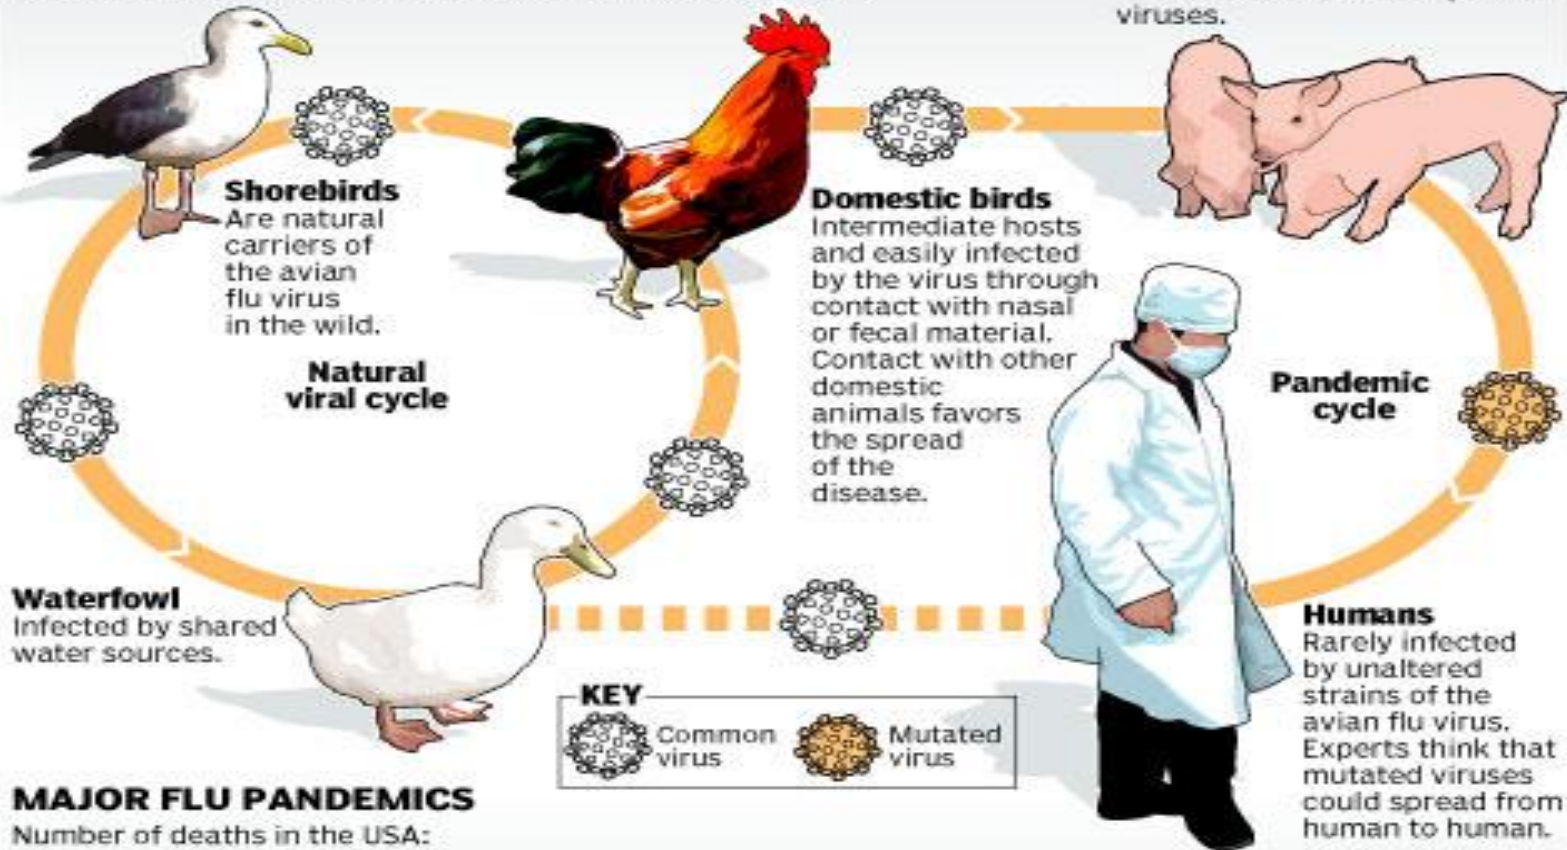 viruses.
Shorebirds
Are natural
carriers of
the avian
flu virus
in the wild.
Natural
viral cycle
Domestic birds
Intermediate hosts
and easily infected
by the virus through
contact with nasal
or fecal material.
Contact with other
domestic
animals favors
the spread
of the
disease.
Pandemic
cycle
Waterfowl
Infected by shared
water sources.
KEY
Common
virus
Mutated
virus
Humans
Rarely infected
by unaltered
strains of the
avian flu virus.
Experts think that
mutated viruses
could spread from
human to human.
MAJOR FLU PANDEMICS
Number of deaths in the USA: